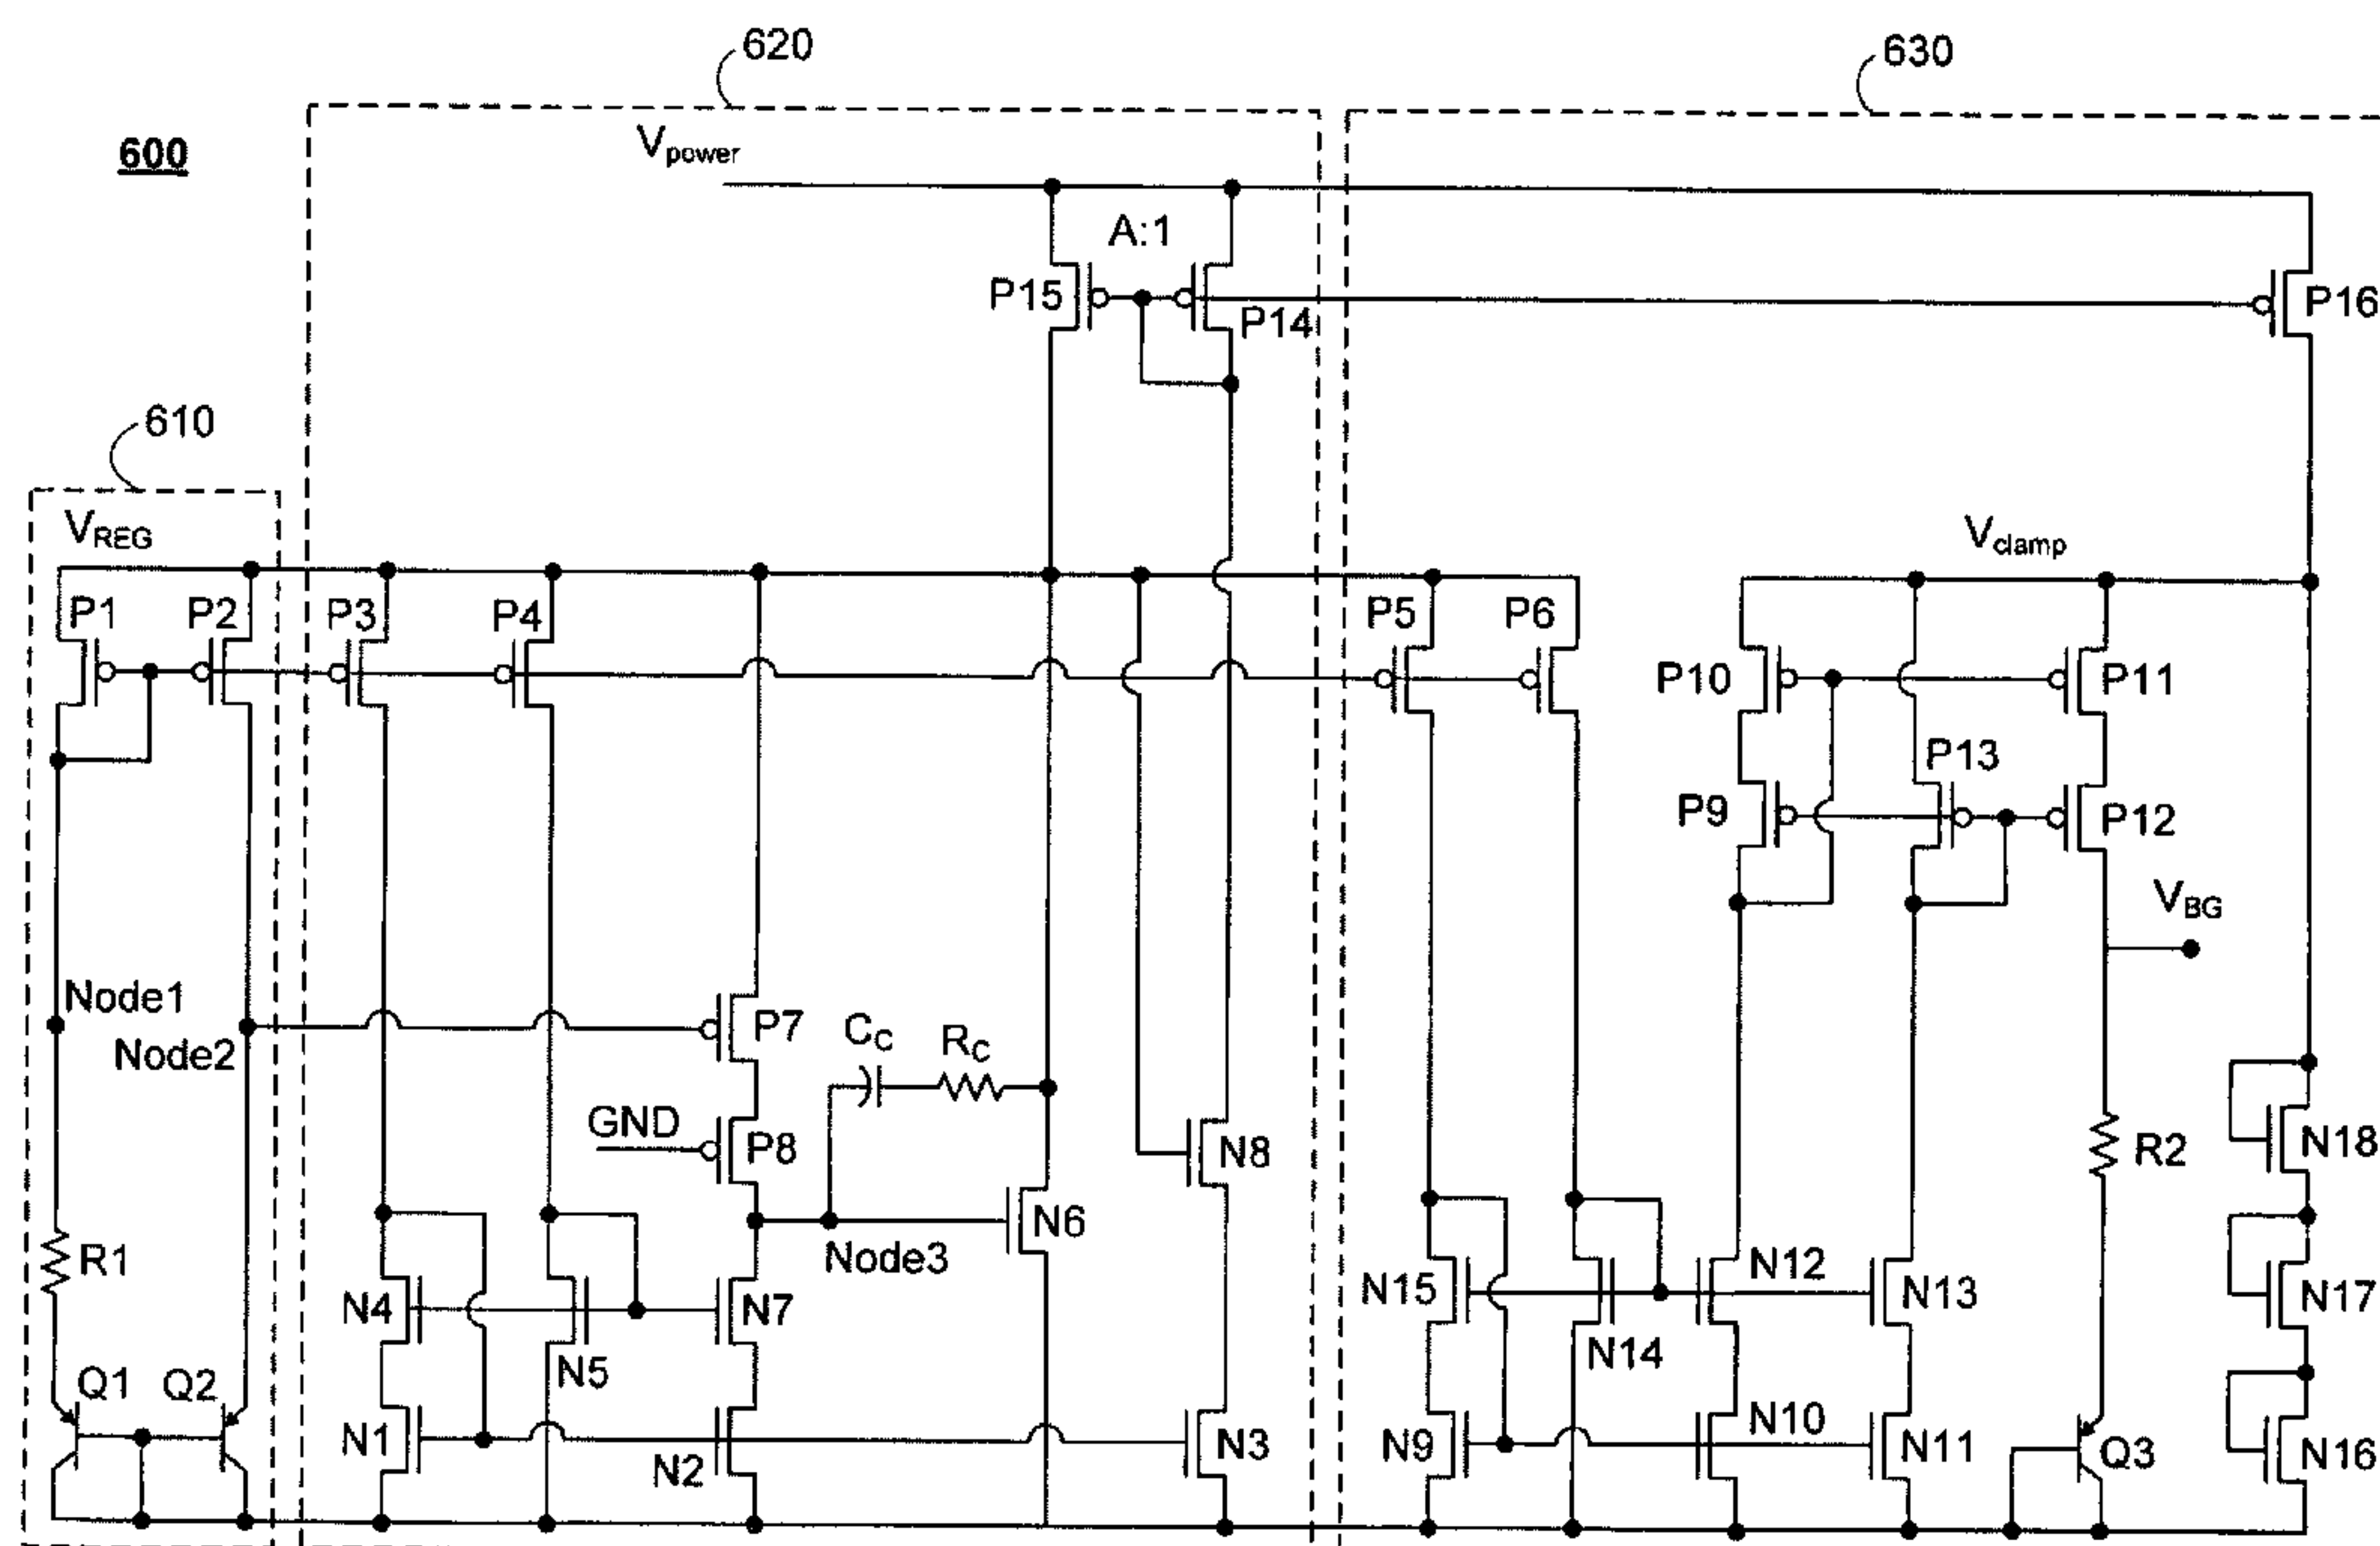 620
630
600
Vpower
A:1
P15
P14
P16
610
VREG
Vclamp
P1
P2
P3
P4
P5
P6
P10
P11
P13
P9
P12
VBG
Node1
Node2
P7
CC
RC
GND
P8
N8
R2
N18
N6
Node3
R1
N4
N5
N7
N15
N14
N12
N13
N17
Q1
Q2
N1
N2
N3
N9
N10
N11
Q3
N16